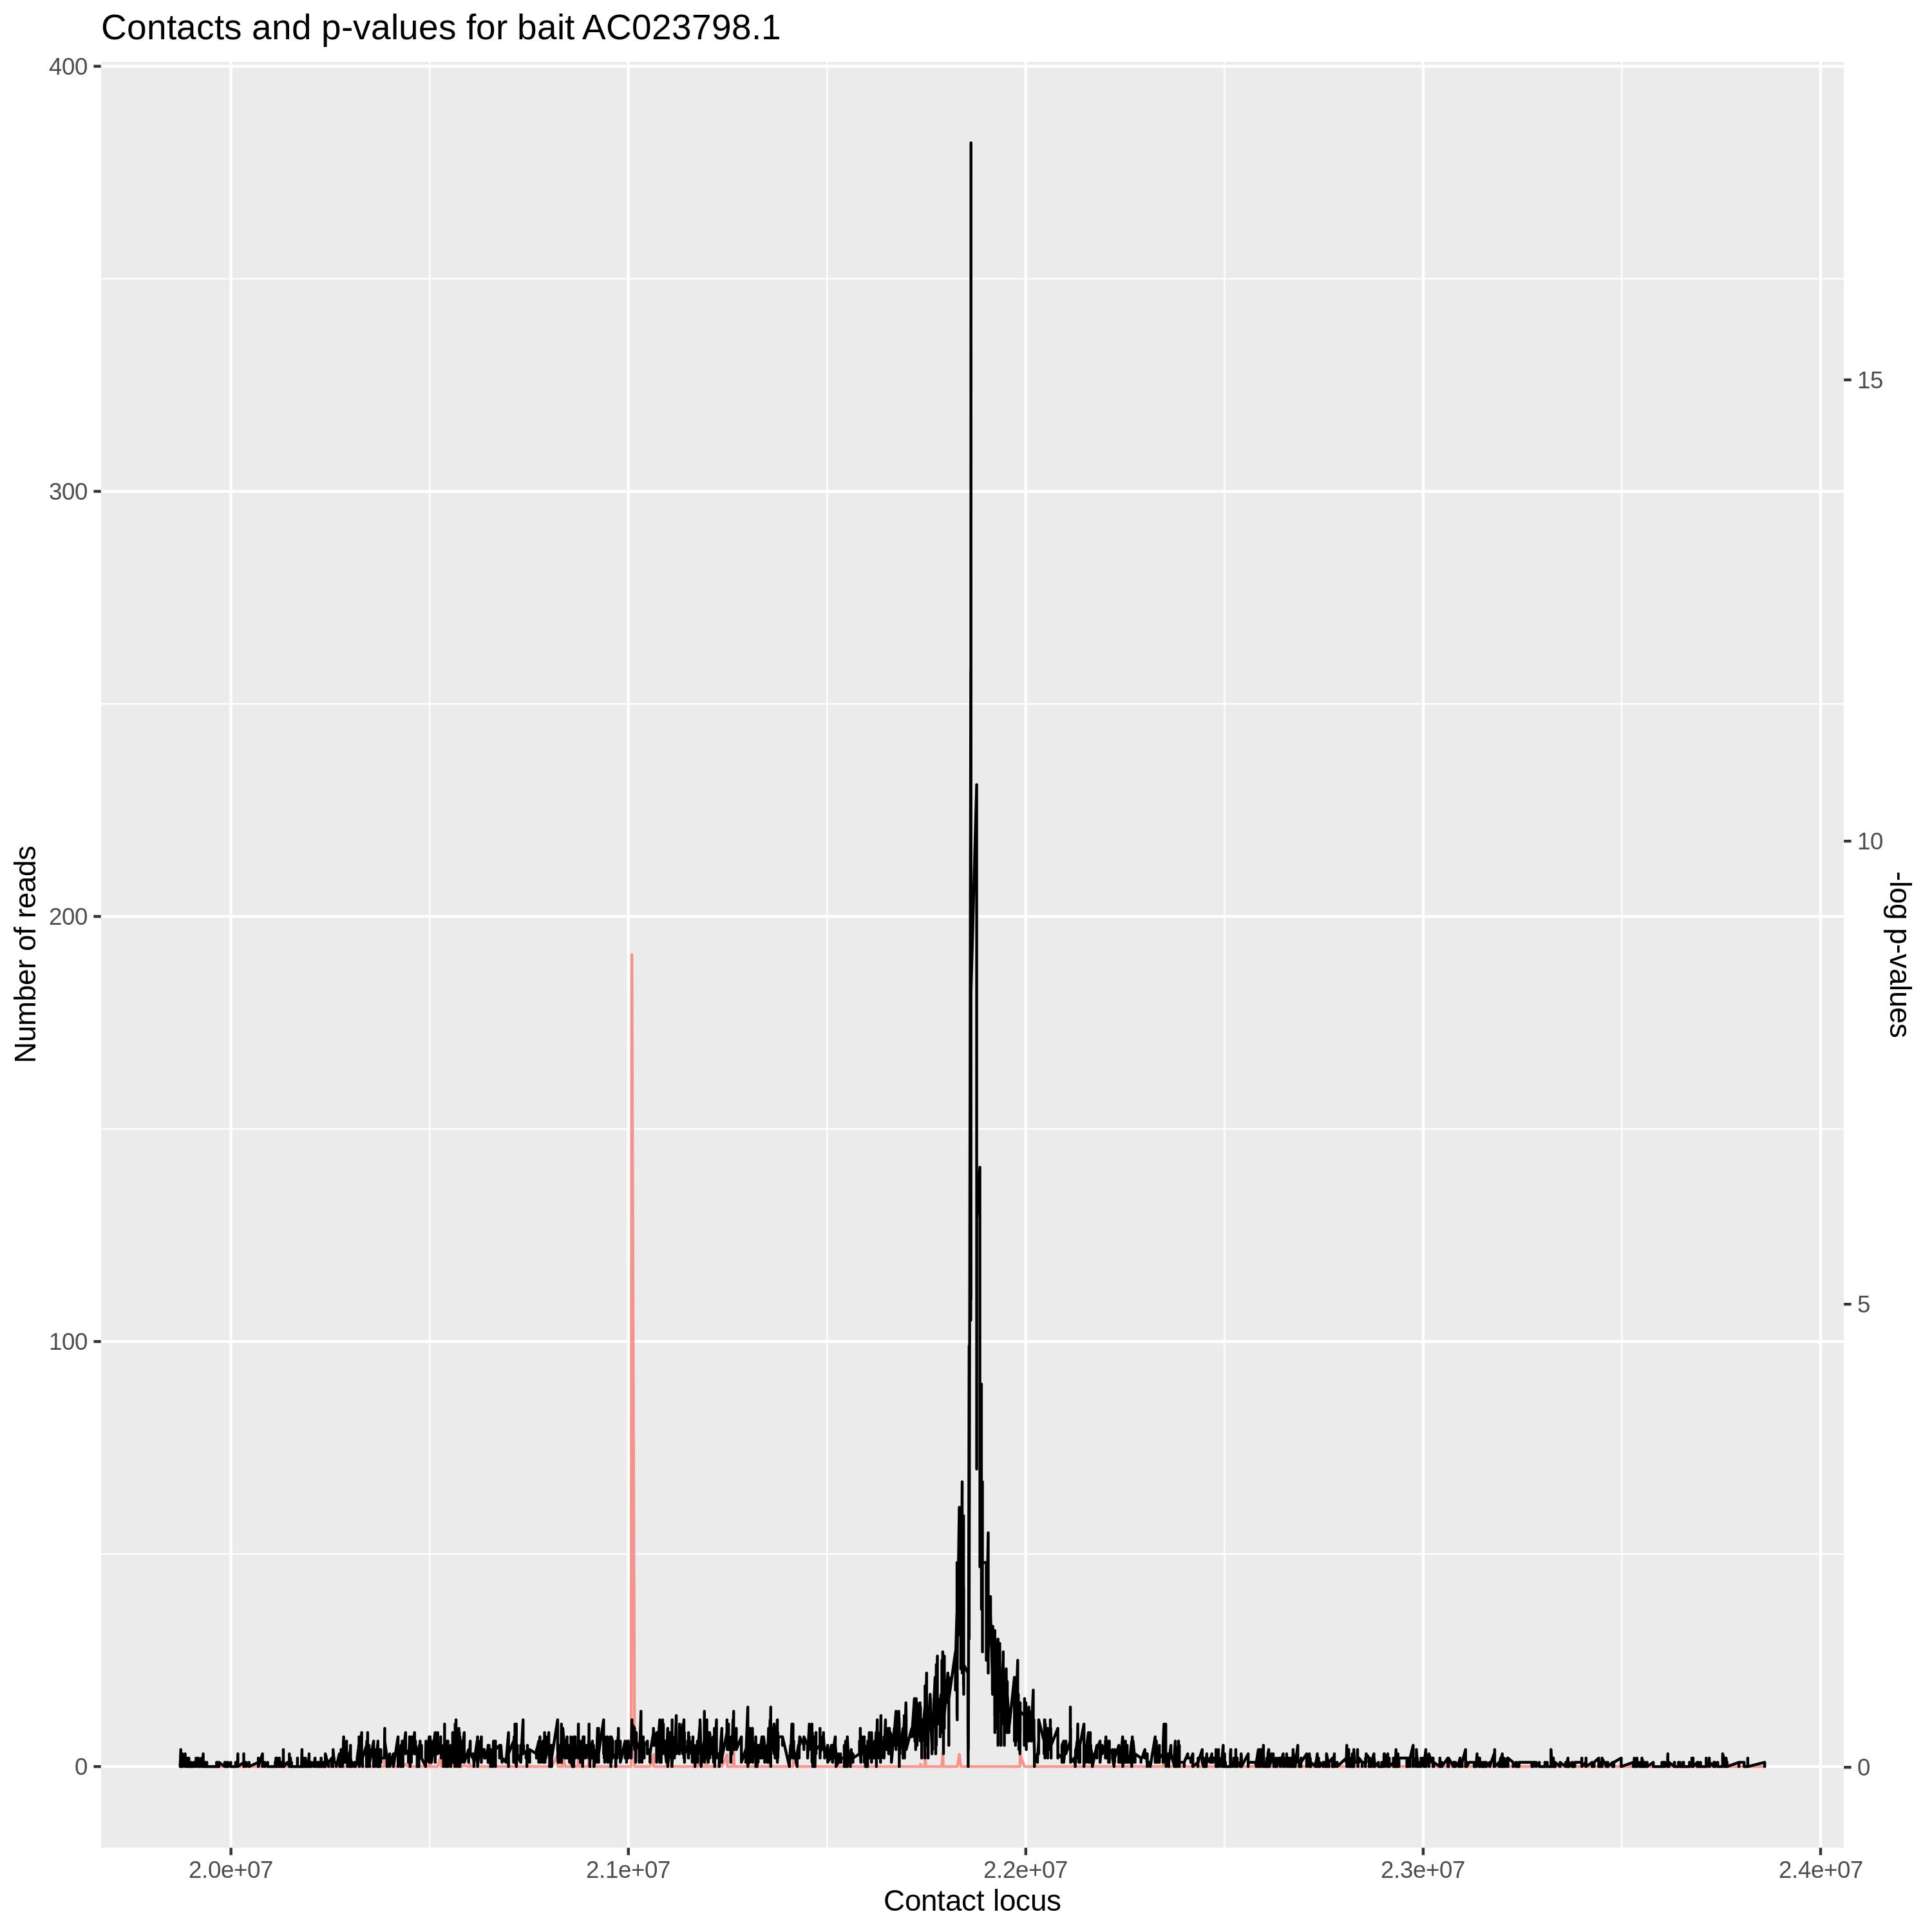 Contacts and p-values for bait AC023798.1
400
300
200
100
0
Number of reads
15
10
5
0
-log p-values
2.0e+07 2.1e+07 2.2e+07 2.3e+07 2.4e+07
Contact locus